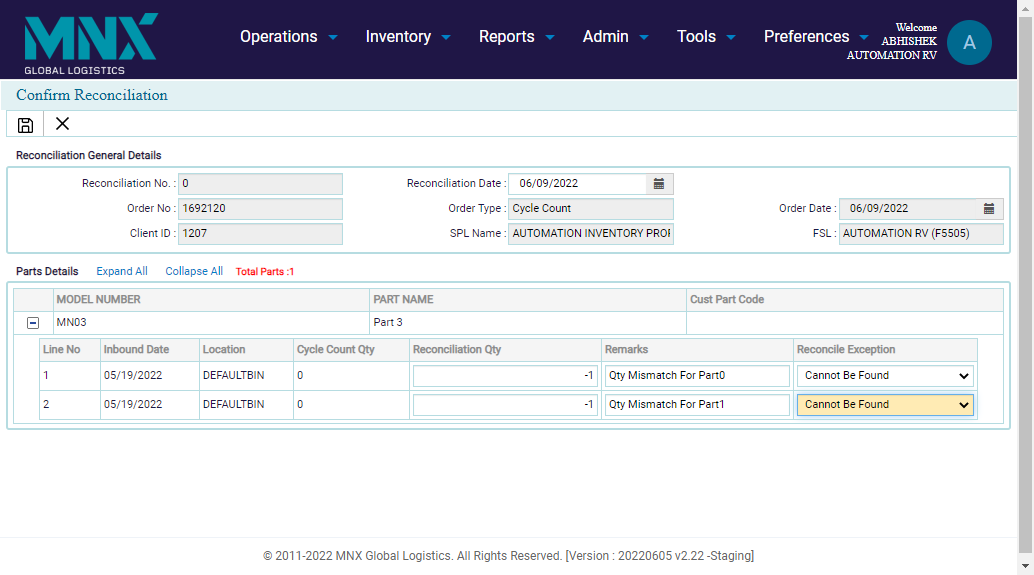 MNX
GLOBAL LOGISTICS
Operations Inventory Reports Admin Tools Preferences
Welcome
ABHISHEK
AUTOMATION RV
A
Confirm Reconciliation
Reconciliation General Details
Reconciliation No. : 0 Reconciliation Date : 06/09/2022
Order No : 1692120 Order Type : Cycle Count Order Date : 06/09/2022
Client ID : 1207 SPL Name : AUTOMATION INVENTORY PROF FSL : AUTOMATION RV (F5505)
Parts Details Expand All Collapse All Total Parts :1
MODEL NUMBER PART NAME Cust Part Code
MN03 Part 3
Line No Inbound Date Location Cycle Count Qty Reconciliation Qty Remarks Reconcile Exception
1 05/19/2022 DEFAULTBIN 0 -1 Qty Mismatch For Part0 Cannot Be Found
2 05/19/2022 DEFAULTBIN 0 -1 Qty Mismatch For Part1 Cannot Be Found
© 2011-2022 MNX Global Logistics. All Rights Reserved. [Version : 20220605 v2.22 -Staging]